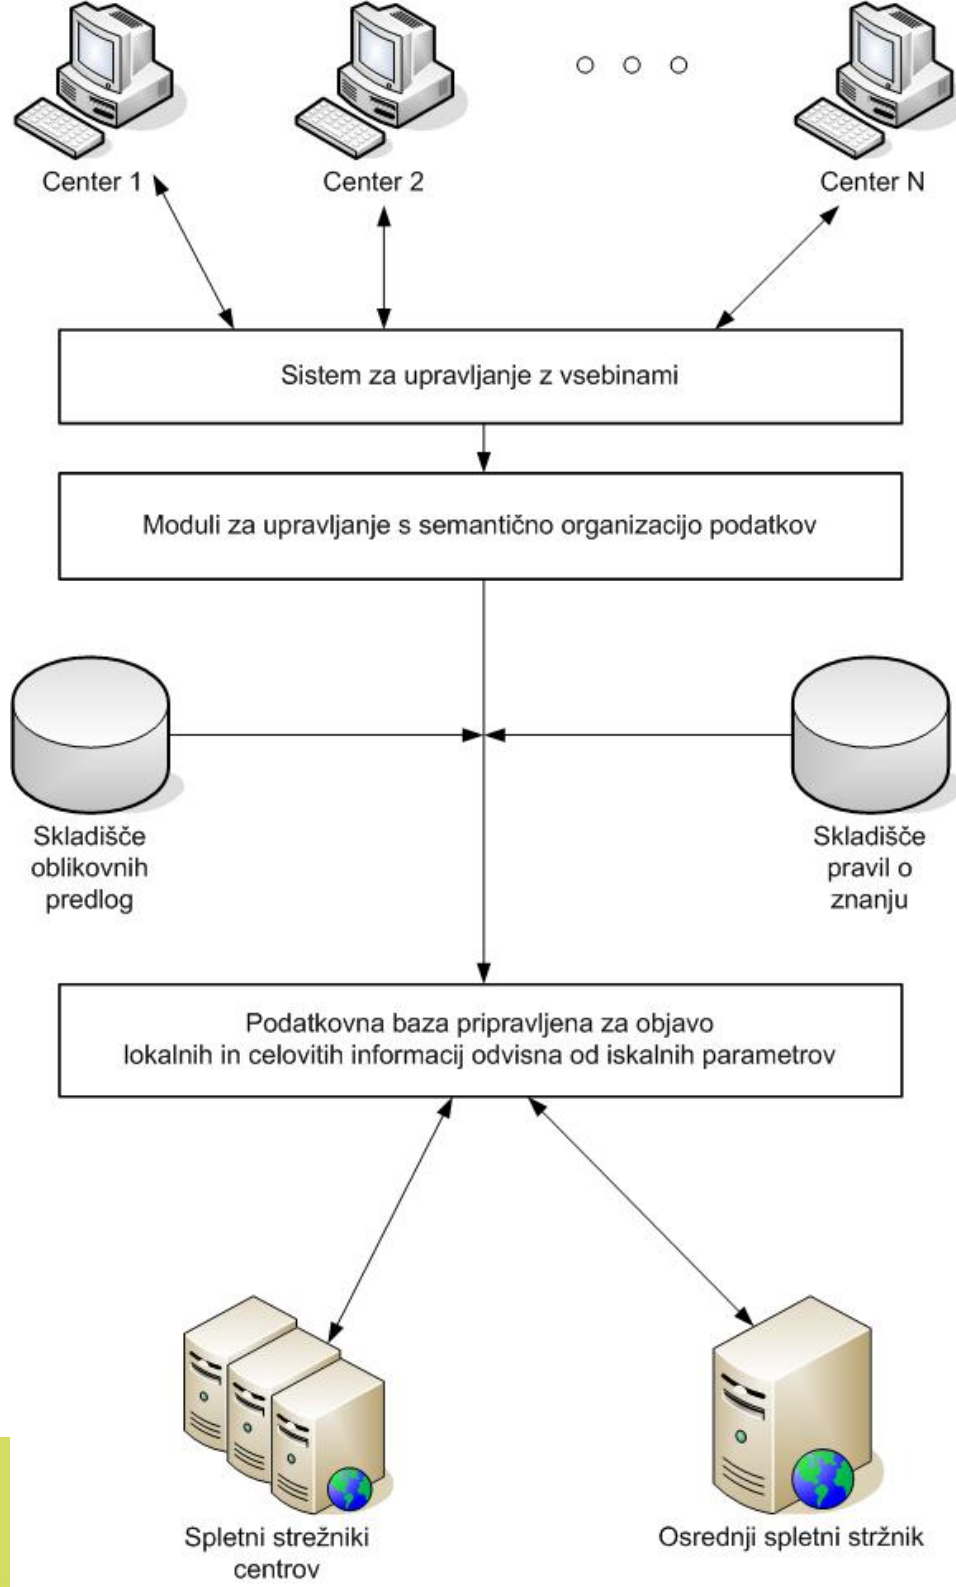 Center 1
Center 2
Center N
Sistem za upravljanje z vsebinami
Moduli za upravljanje s semantično organizacijo podatkov
Skladišče
oblikovnih
predlog
Skladišče
pravil o
znanju
Podatkovna baza pripravljena za objavo
lokalnih in celovitih informacij odvisna od iskalnih parametrov
Spletni strežniki
centrov
Osrednji spletni stržnik